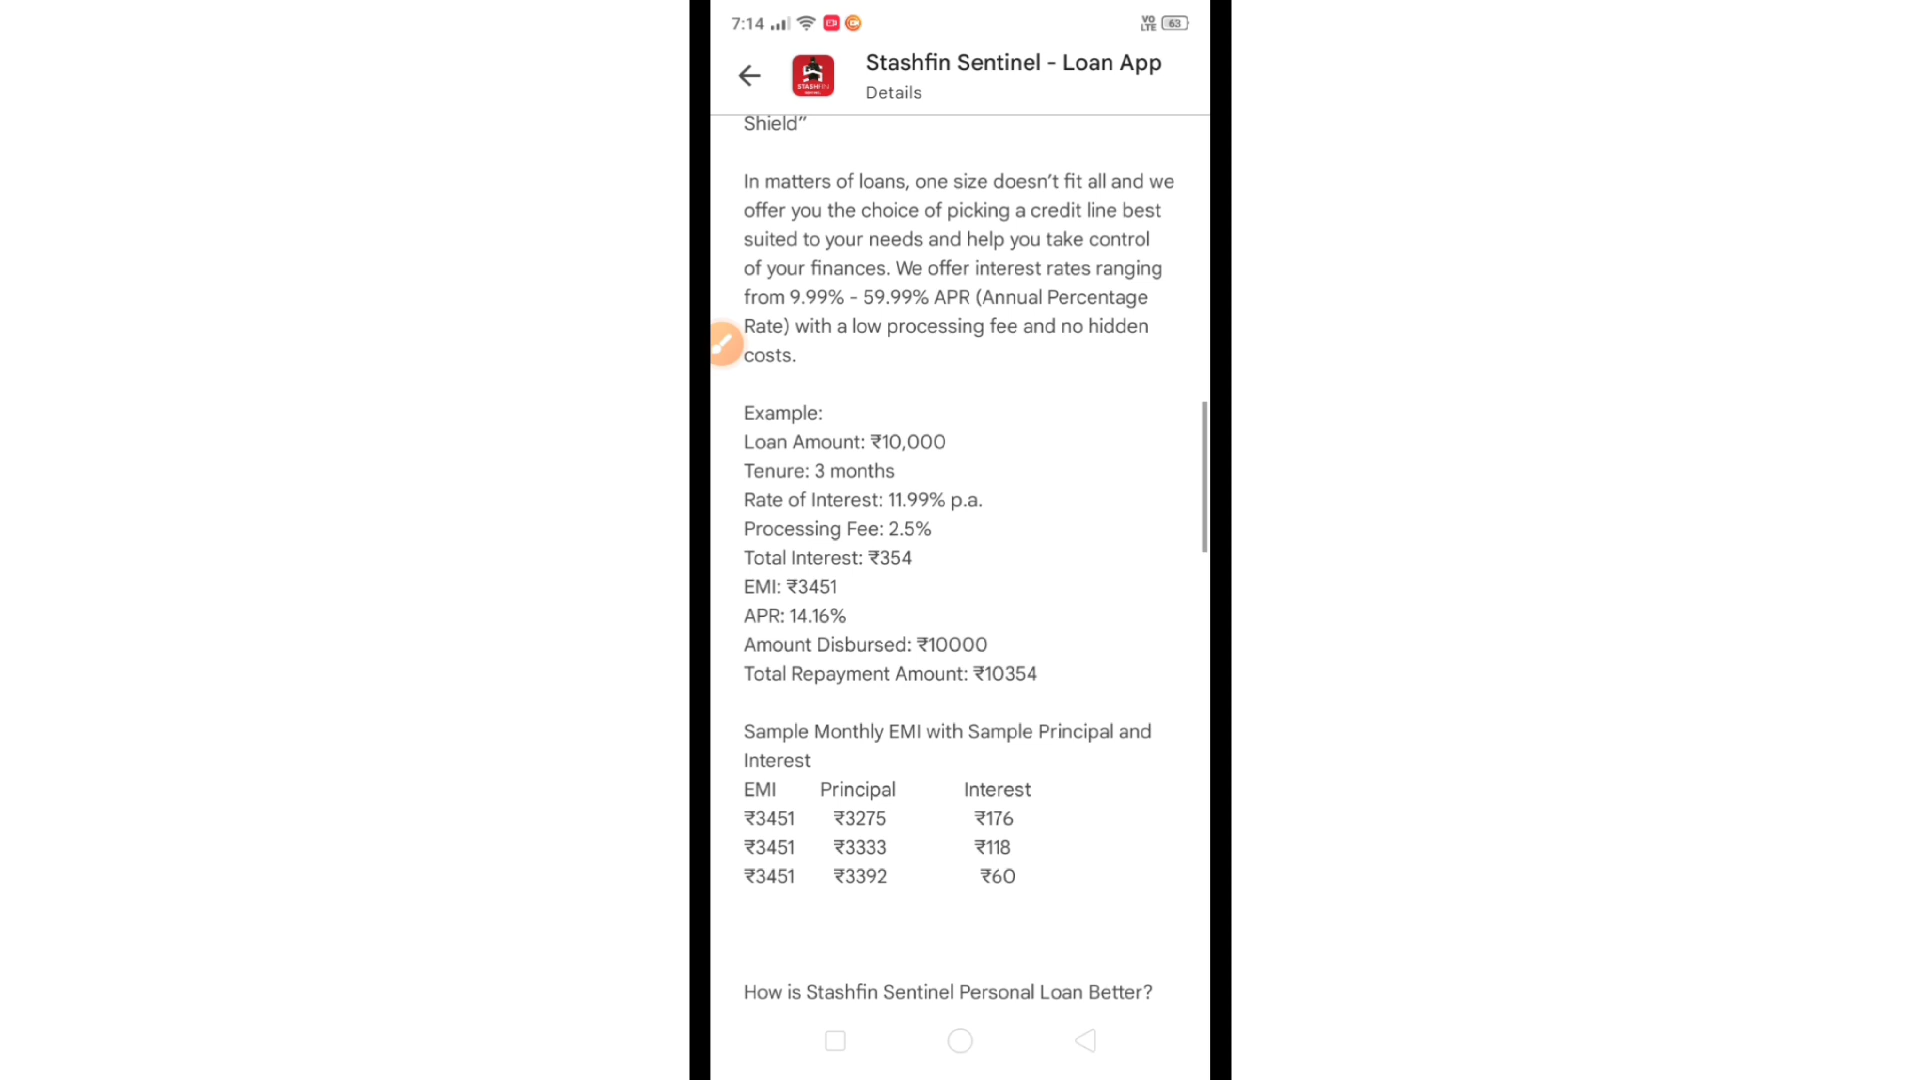 7:14
VO
LTE
63
Stashfin Sentinel - Loan App
Details
STASHFIN
Shield”
In matters of loans, one size doesn’t fit all and we
offer you the choice of picking a credit line best
suited to your needs and help you take control
of your finances. We offer interest rates ranging
from 9.99% - 59.99% APR (Annual Percentage
Rate) with a low processing fee and no hidden
costs.
Example:
Loan Amount: ₹10,000
Tenure: 3 months
Rate of Interest: 11.99% p.a.
Processing Fee: 2.5%
Total Interest: ₹354
EMI: ₹3451
APR: 14.16%
Amount Disbursed: ₹10000
Total Repayment Amount: ₹10354
Sample Monthly EMI with Sample Principal and
Interest
EMI Principal Interest
₹3451 ₹3275 ₹176
₹3451 ₹3333 ₹118
₹3451 ₹3392 ₹60
How is Stashfin Sentinel Personal Loan Better?